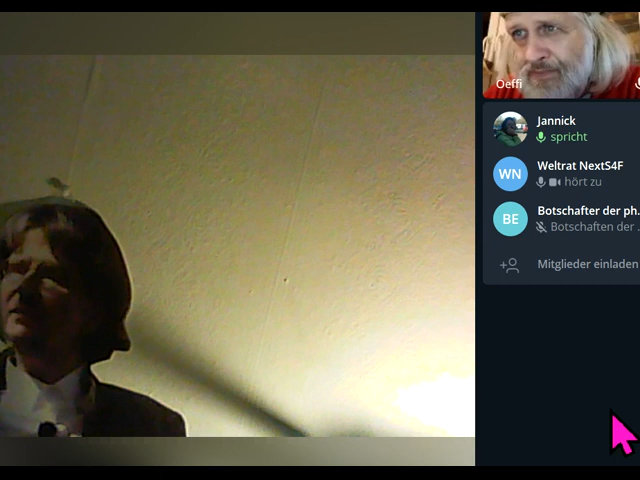 Oeffi
Jannick
spricht
WN
Weltrat NextS4F
hört zu
BE
Botschafter der ph...
Botschaften der ...
Mitglieder einladen